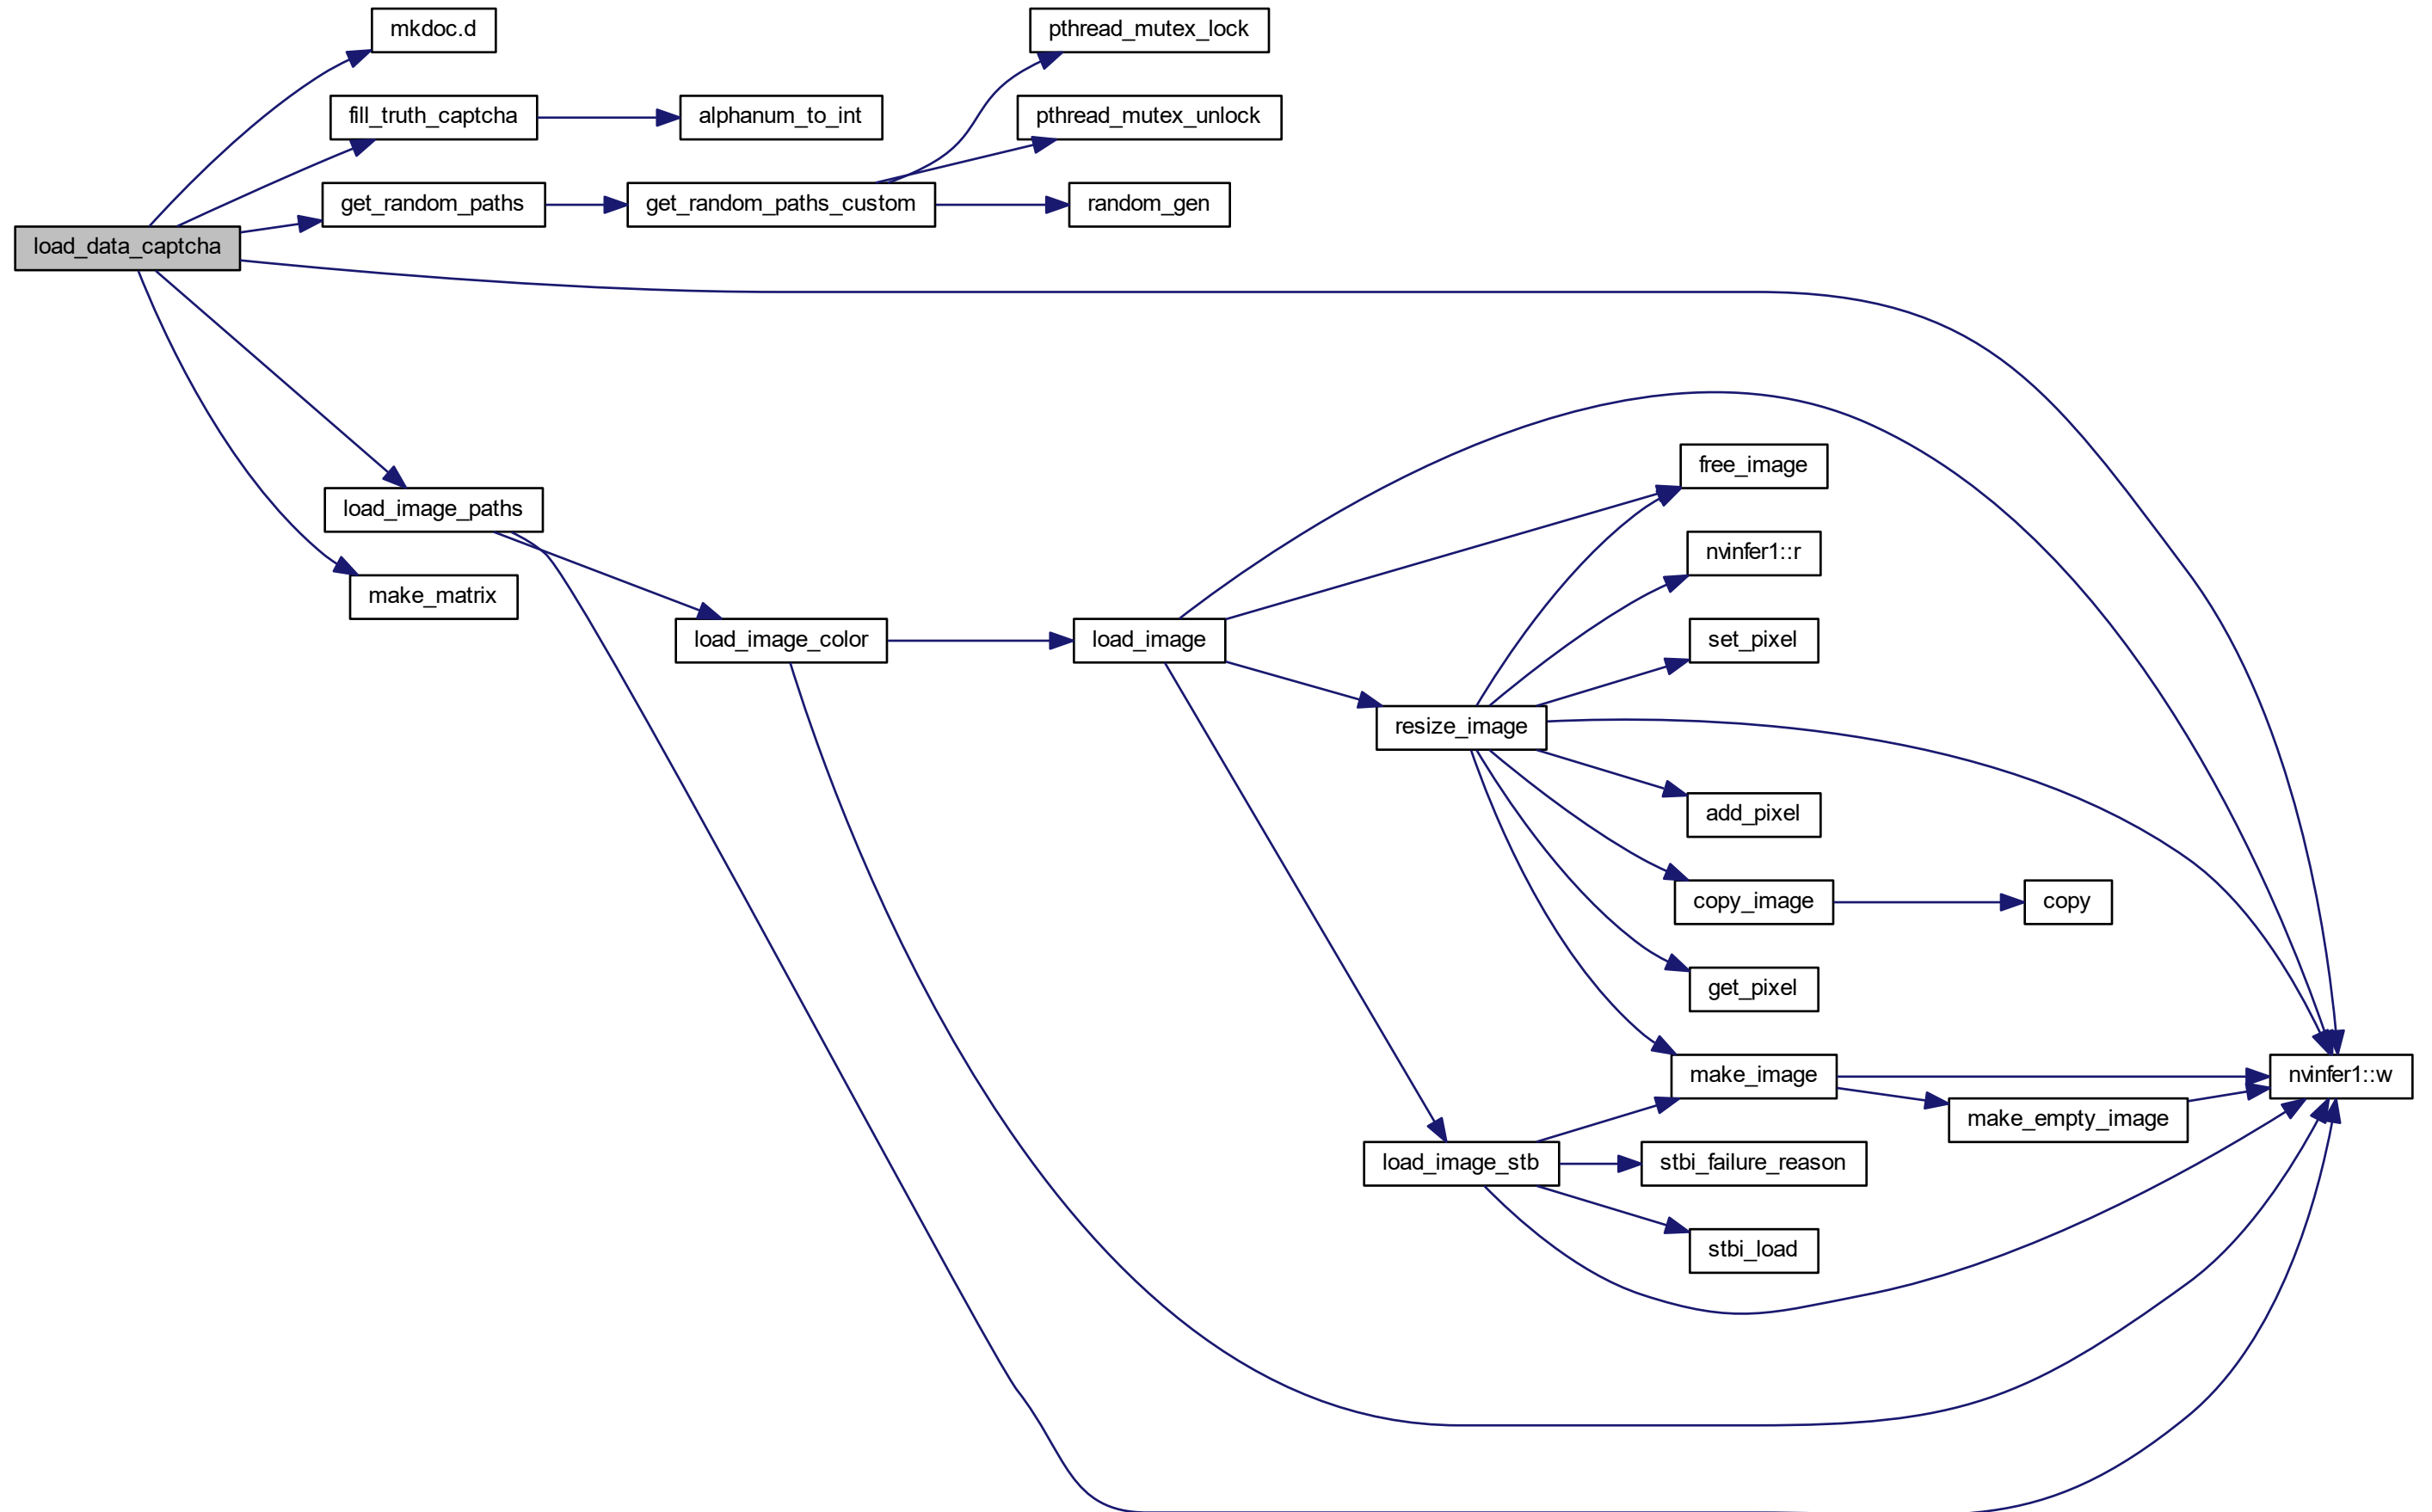 mkdoc.d
pthread_mutex_lock
fill_truth_captcha
alphanum_to_int
pthread_mutex_unlock
get_random_paths
get_random_paths_custom
random_gen
load_data_captcha
free_image
load_image_paths
nvinfer1::r
make_matrix
load_image_color
load_image
set_pixel
resize_image
add_pixel
copy_image
copy
get_pixel
make_image
nvinfer1::w
make_empty_image
load_image_stb
stbi_failure_reason
stbi_load